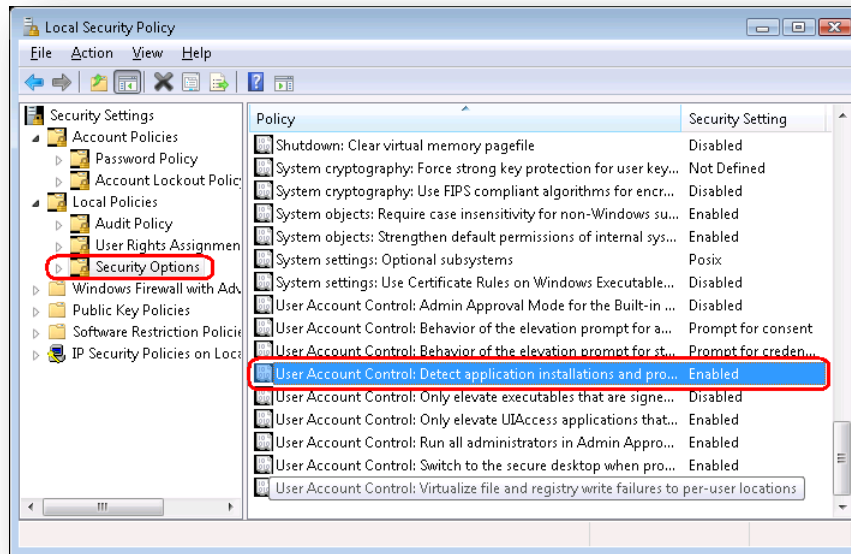 Local Security Policy
File Action View Help
Security Settings
Account Policies
Password Policy
Account Lockout Polic
Local Policies
Audit Policy
User Rights Assignmen
Security Options
Windows Firewall with Adv
Public Key Policies
Software Restriction Policie
IP Security Policies on Loca
Policy Security Setting
Shutdown: Clear virtual memory pagefile Disabled
System cryptography: Force strong key protection for user key... Not Defined
System cryptography: Use FIPS compliant algorithms for encr... Disabled
System objects: Require case insensitivity for non-Windows su... Enabled
System objects: Strengthen default permissions of internal sys... Enabled
System settings: Optional subsystems Posix
System settings: Use Certificate Rules on Windows Executable... Disabled
User Account Control: Admin Approval Mode for the Built-in ... Disabled
User Account Control: Behavior of the elevation prompt for a... Prompt for consent
User Account Control: Behavior of the elevation prompt for st... Prompt for creden...
User Account Control: Detect application installations and pro... Enabled
User Account Control: Only elevate executables that are signe... Disabled
User Account Control: Only elevate UIAccess applications that... Enabled
User Account Control: Run all administrators in Admin Appro... Enabled
User Account Control: Switch to the secure desktop when pro... Enabled
User Account Control: Virtualize file and registry write failures to per-user locations